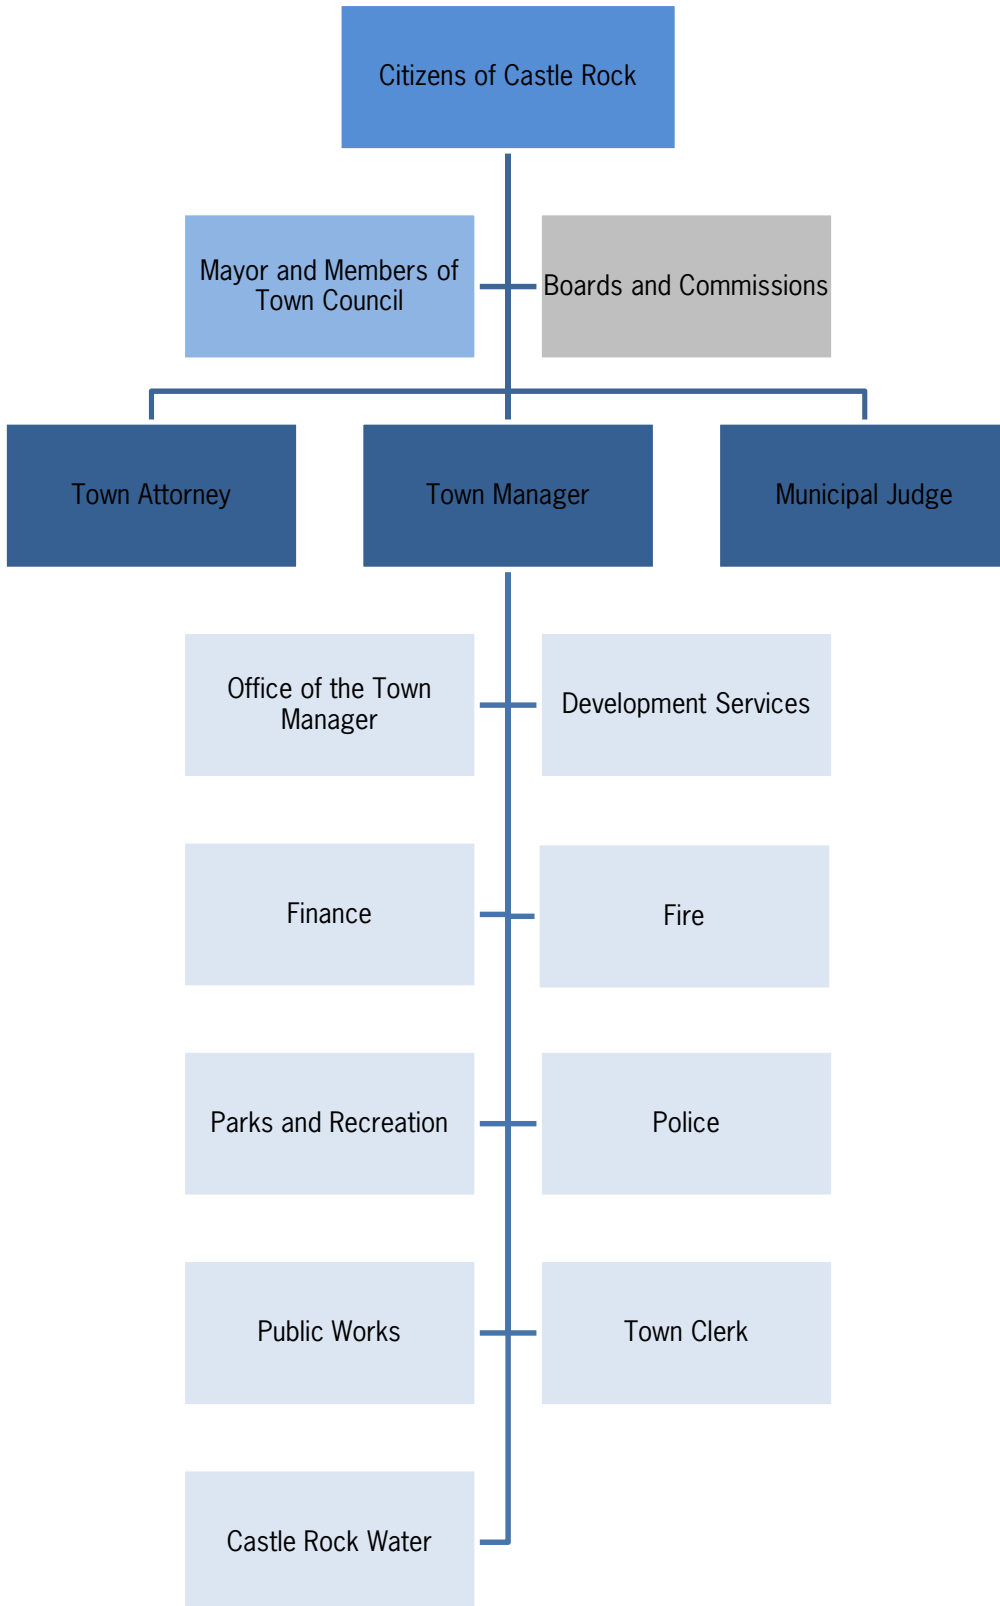 Citizens of Castle Rock
Mayor and Members of
Town Council
Boards and Commissions
Town Attorney
Town Manager
Municipal Judge
Office of the Town
Manager
Development Services
Finance
Fire
Parks and Recreation
Police
Public Works
Town Clerk
Castle Rock Water